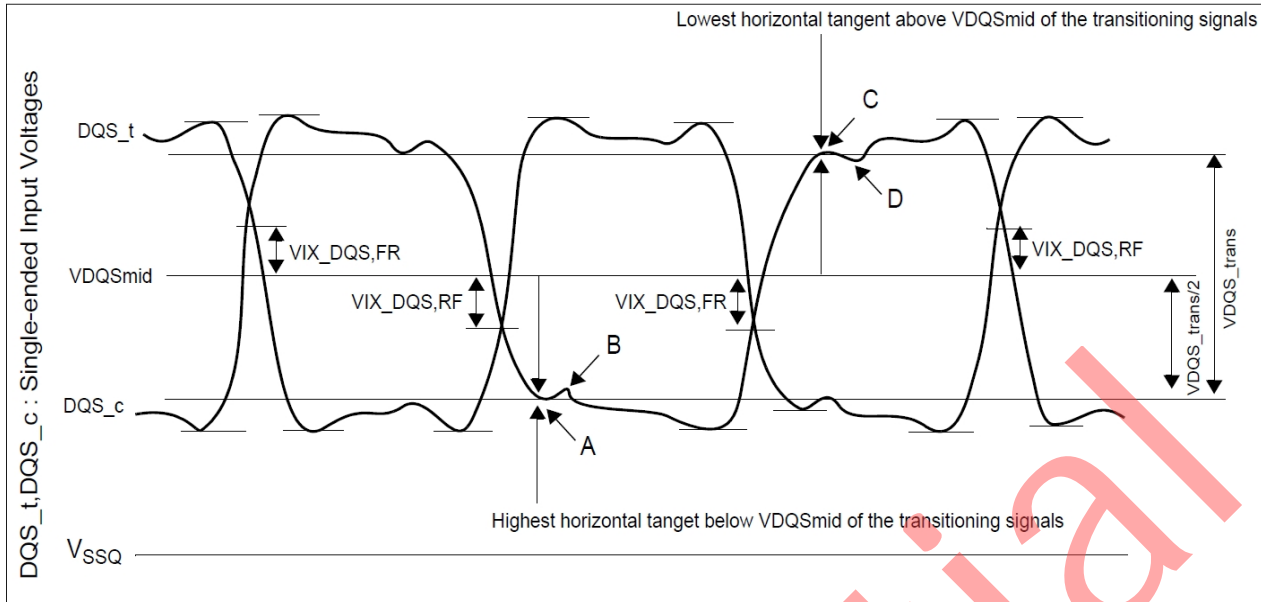 Lowest horizontal tangent above VDQSmid of the transitioning signals
DQS_t,DQS_c : Single-ended Input Voltages
DQS_t
C
D
VIX_DQS,FR
VIX_DQS,RF
VDQSmid
VIX_DQS,RF
VIX_DQS,FR
VDQS_trans/2
VDQS_trans
B
DQS_c
A
Highest horizontal tanget below VDQSmid of the transitioning signals
VSSQ
ial